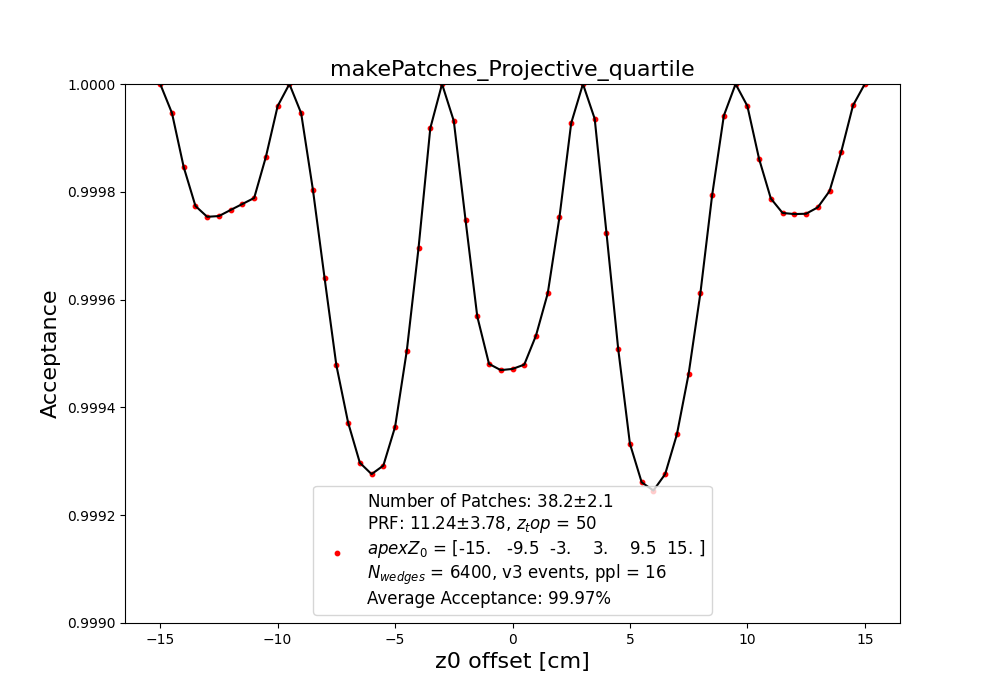 makePatches_Projective_quartile
1.0000
0.9998
0.9996
0.9994
0.9992
0.9990
Acceptance
Number of Patches: 38.2±2.1
PRF: 11.24±3.78, z_top = 50
apexZ_0 = [-15. -9.5 -3. 3. 9.5 15. ]
N_wedges = 6400, v3 events, ppl = 16
Average Acceptance: 99.97%
−15 −10 −5 0 5 10 15
z0 offset [cm]